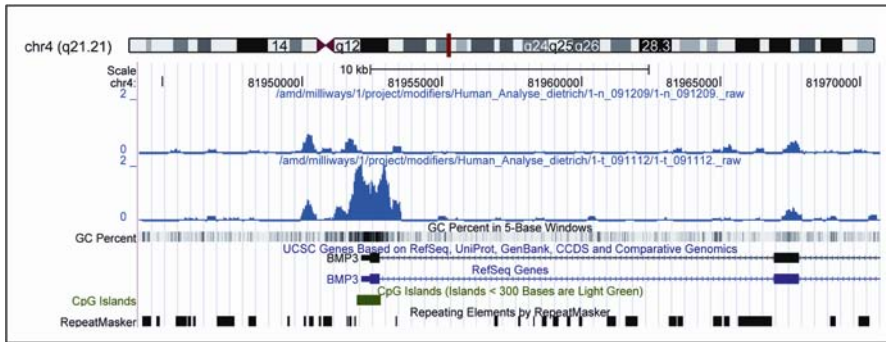 chr4 (q21.21) 14 q12 q24 q25 q26 28.3
Scale 10 kb
chr4: 81950000 81955000 81960000 81965000 81970000
/amd/milliways/1/project/modifiers/Human_Analyse_dietrich/1-n_091209/1-n_091209._raw
2 _
0
/amd/milliways/1/project/modifiers/Human_Analyse_dietrich/1-t_091112/1-t_091112._raw
2 _
0
GC Percent in 5-Base Windows
GC Percent
UCSC Genes Based on RefSeq, UniProt, GenBank, CCDS and Comparative Genomics
BMP3
RefSeq Genes
BMP3
CpG Islands (Islands < 300 Bases are Light Green)
CpG Islands
Repeating Elements by RepeatMasker
RepeatMasker